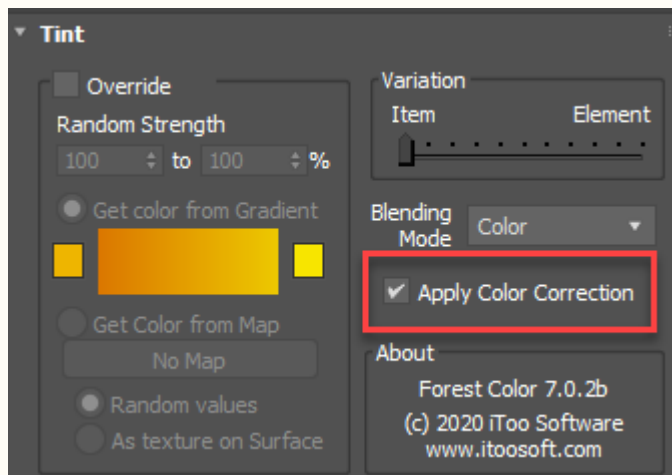 Tint
Override
Random Strength
100 to 100 %
Get color from Gradient
Get Color from Map
No Map
Random values
As texture on Surface
Variation
Item Element
Blending
Mode
Color
Apply Color Correction
About
Forest Color 7.0.2b
(c) 2020 iToo Software
www.itoosoft.com